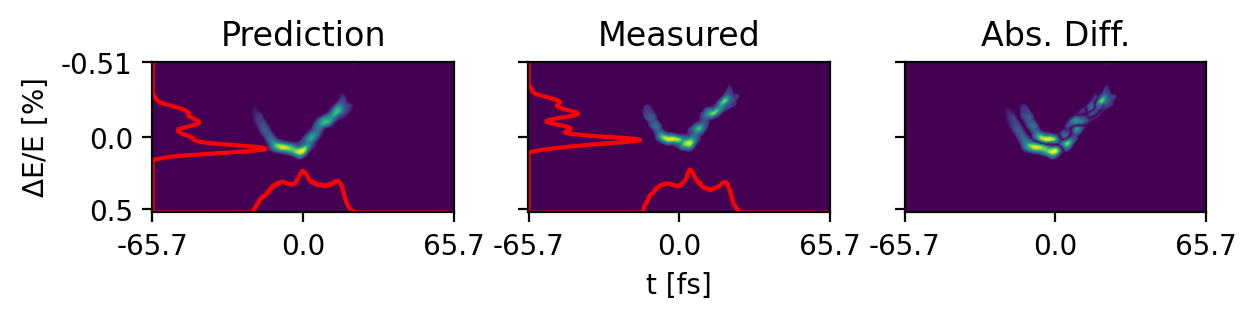 Prediction
Measured
Abs. Diff.
ΔE/E [%]
-0.51
0.0
0.5
-65.7 0.0 65.7
-65.7 0.0 65.7
-65.7 0.0 65.7
t [fs]